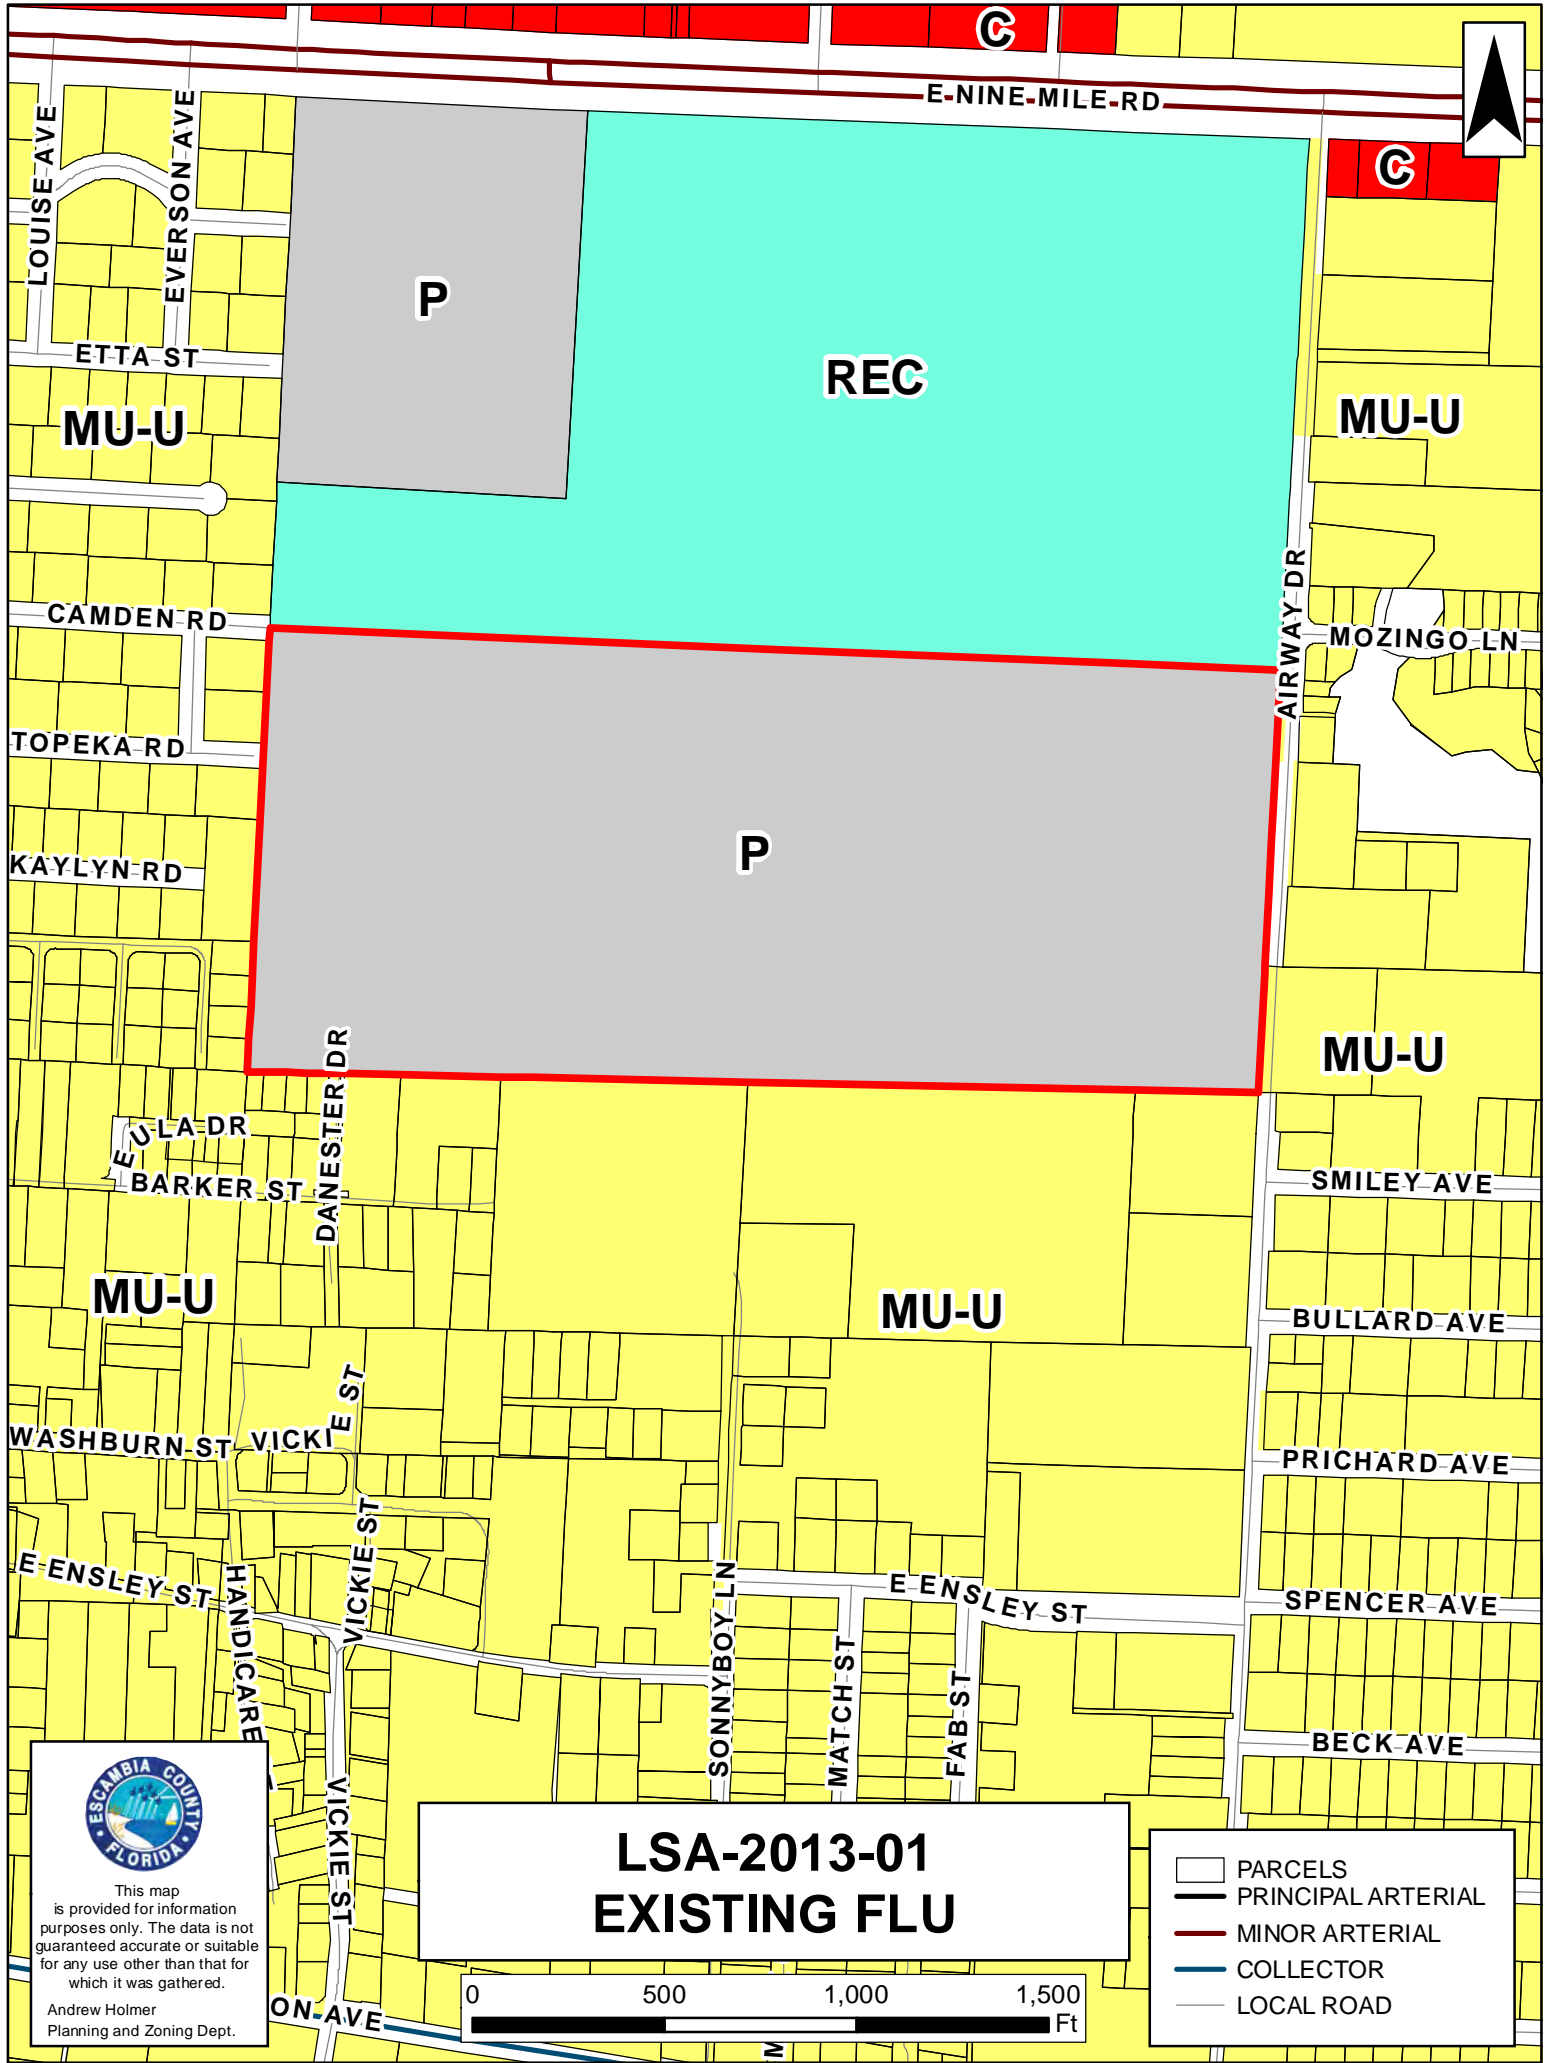 C
E NINE MILE RD
LOUISE AVE
EVERSON AVE
C
P
ETTA ST
REC
MU-U
MU-U
CAMDEN RD
AIRWAY DR
MOZINGO LN
TOPEKA RD
P
KAYLYN RD
DANESTER DR
MU-U
E ULA DR
BARKER ST
SMILEY AVE
MU-U
MU-U
BULLARD AVE
WASHBURN ST
VICKIE ST
PRICHARD AVE
E ENSLEY ST
HANDICARE
VICKIE ST
SONNYBOY LN
E ENSLEY ST
SPENCER AVE
MATCH ST
FAB ST
BECK AVE
VICKIE ST
ON AVE
M
ESCAMBIA COUNTY
FLORIDA
This map
is provided for information
purposes only. The data is not
guaranteed accurate or suitable
for any use other than that for
which it was gathered.
Andrew Holmer
Planning and Zoning Dept.
LSA-2013-01
EXISTING FLU
0 500 1,000 1,500
Ft
PARCELS
PRINCIPAL ARTERIAL
MINOR ARTERIAL
COLLECTOR
LOCAL ROAD